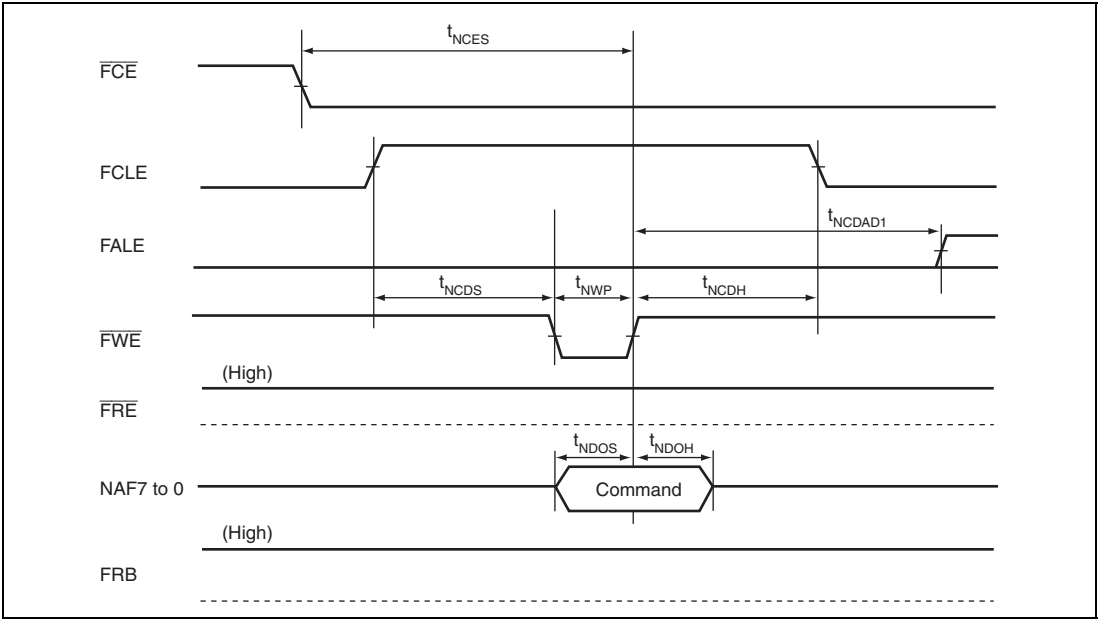 tNCES
FCE
FCLE
tNCDAD1
FALE
tNCDS tNWP tNCDH
FWE
(High)
FRE
tNDOS tNDOH
NAF7 to 0 Command
(High)
FRB